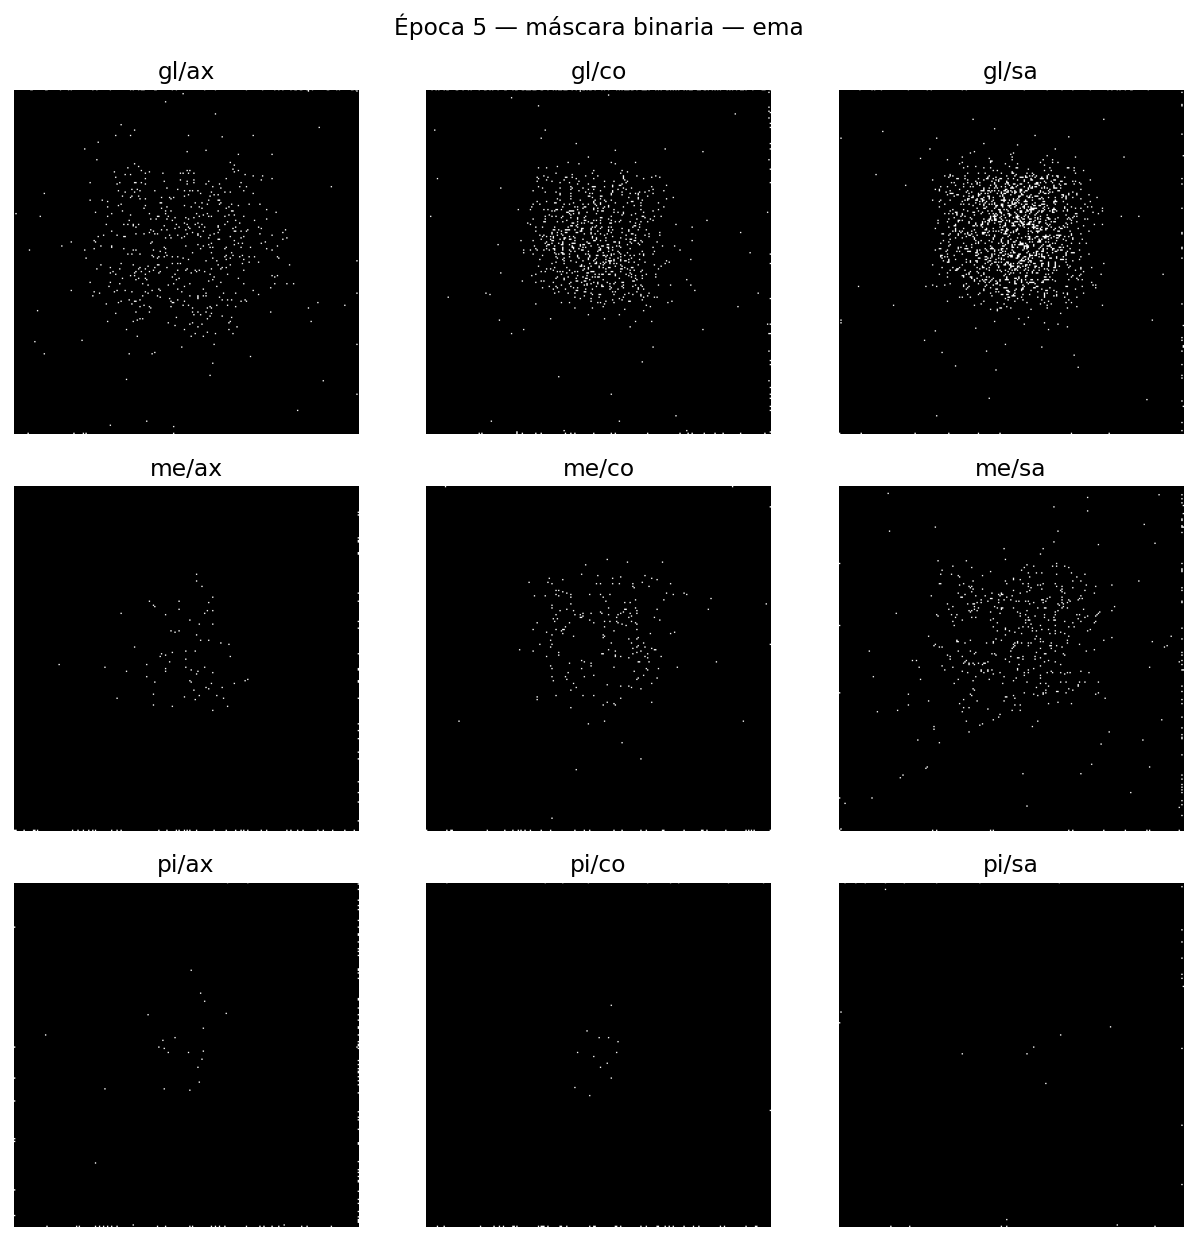 Época 5 — máscara binaria — ema
gl/ax gl/co gl/sa
me/ax me/co me/sa
pi/ax pi/co pi/sa